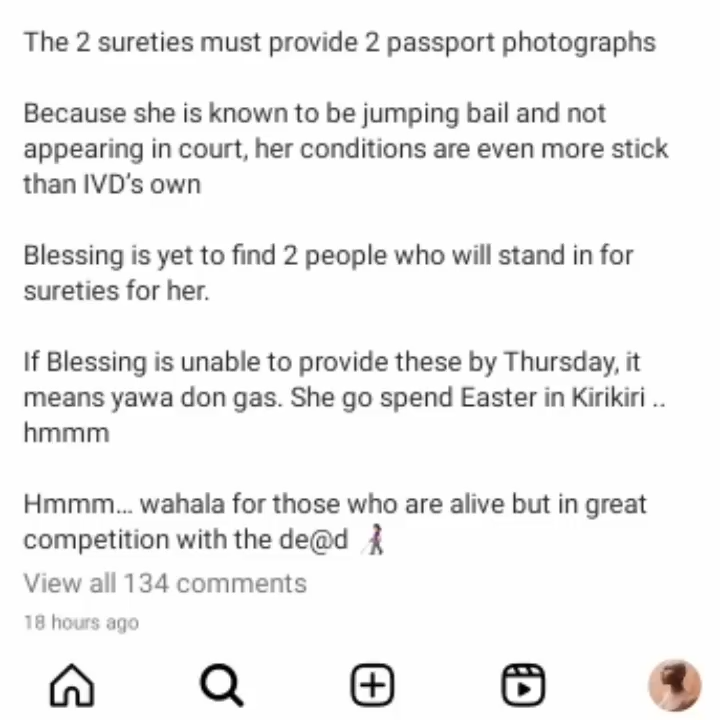 The 2 sureties must provide 2 passport photographs
Because she is known to be jumping bail and not
appearing in court, her conditions are even more stick
than IVD's own
Blessing is yet to find 2 people who will stand in for
sureties for her.
If Blessing is unable to provide these by Thursday, it
means yawa don gas. She go spend Easter in Kirikiri ..
hmmm
Hmmm... wahala for those who are alive but in great
competition with the de@d
View all 134 comments
18 hours ago